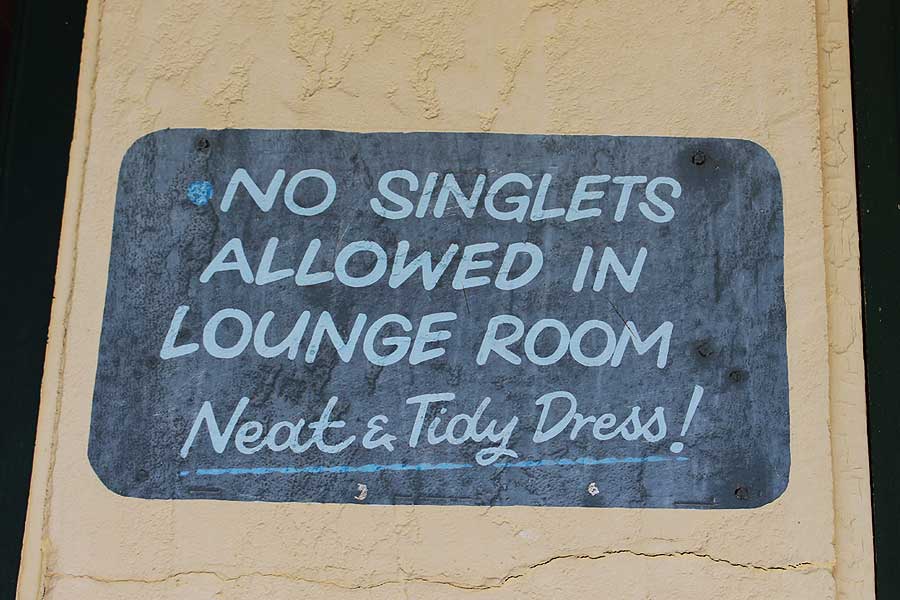 NO SINGLETS
ALLOWED IN
LOUNGE ROOM
Neat & Tidy Dress!